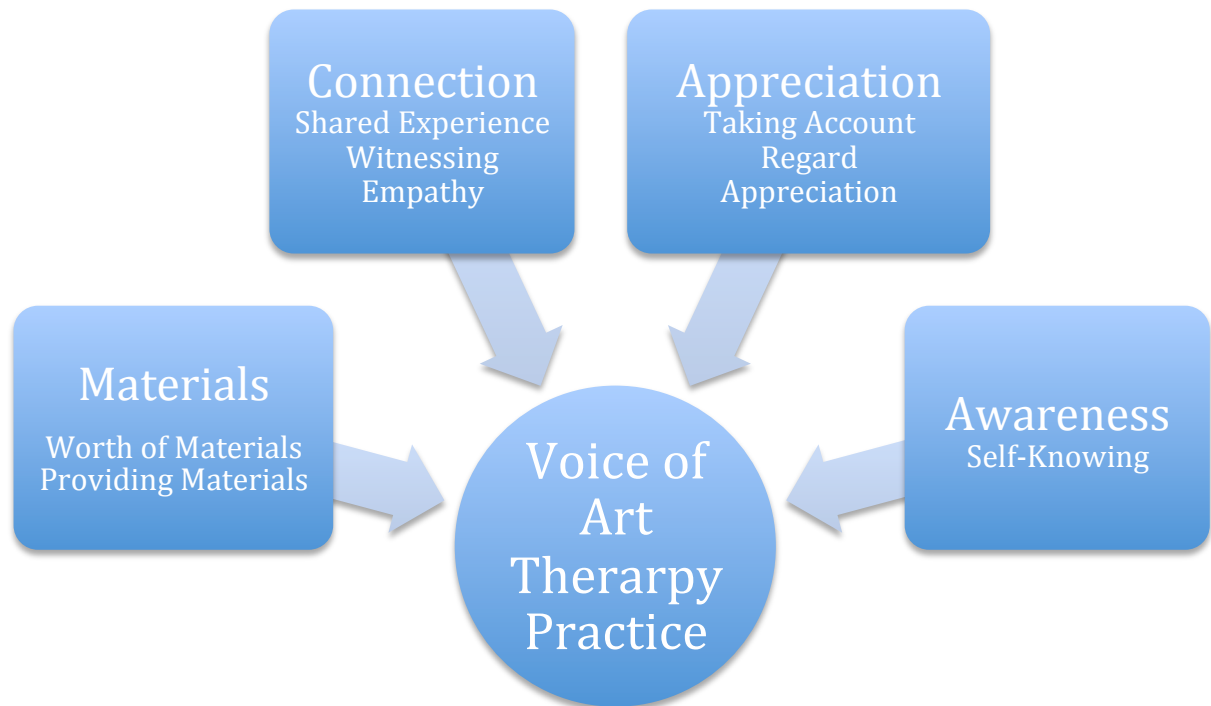 Connection
Shared Experience
Witnessing
Empathy
Appreciation
Taking Account
Regard
Appreciation
Materials
Worth of Materials
Providing Materials
Awareness
Self-Knowing
Voice of
Art
Therarpy
Practice